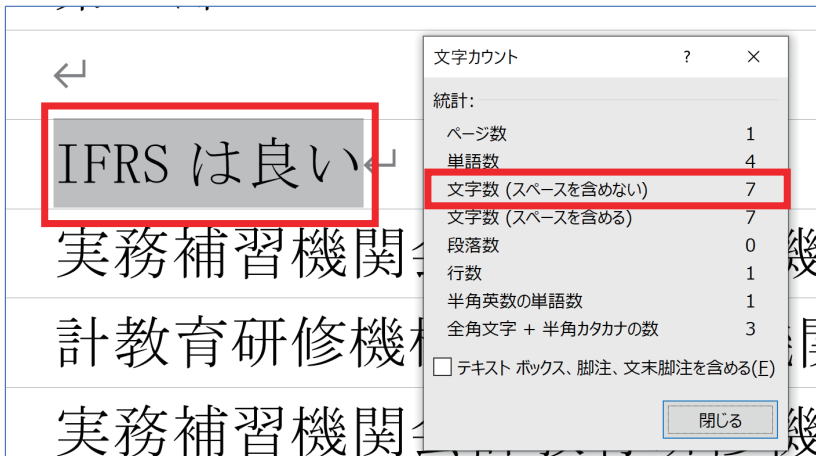 IFRS は良い
実務補習機関
計教育研修機
実務補習機関
文字カウント
?
×
統計:
ページ数 1
単語数 4
文字数 (スペースを含めない) 7
文字数 (スペースを含める) 7
段落数 0
行数 1
半角英数の単語数 1
全角文字 + 半角カタカナの数 3
テキスト ボックス、脚注、文末脚注を含める(F)
閉じる